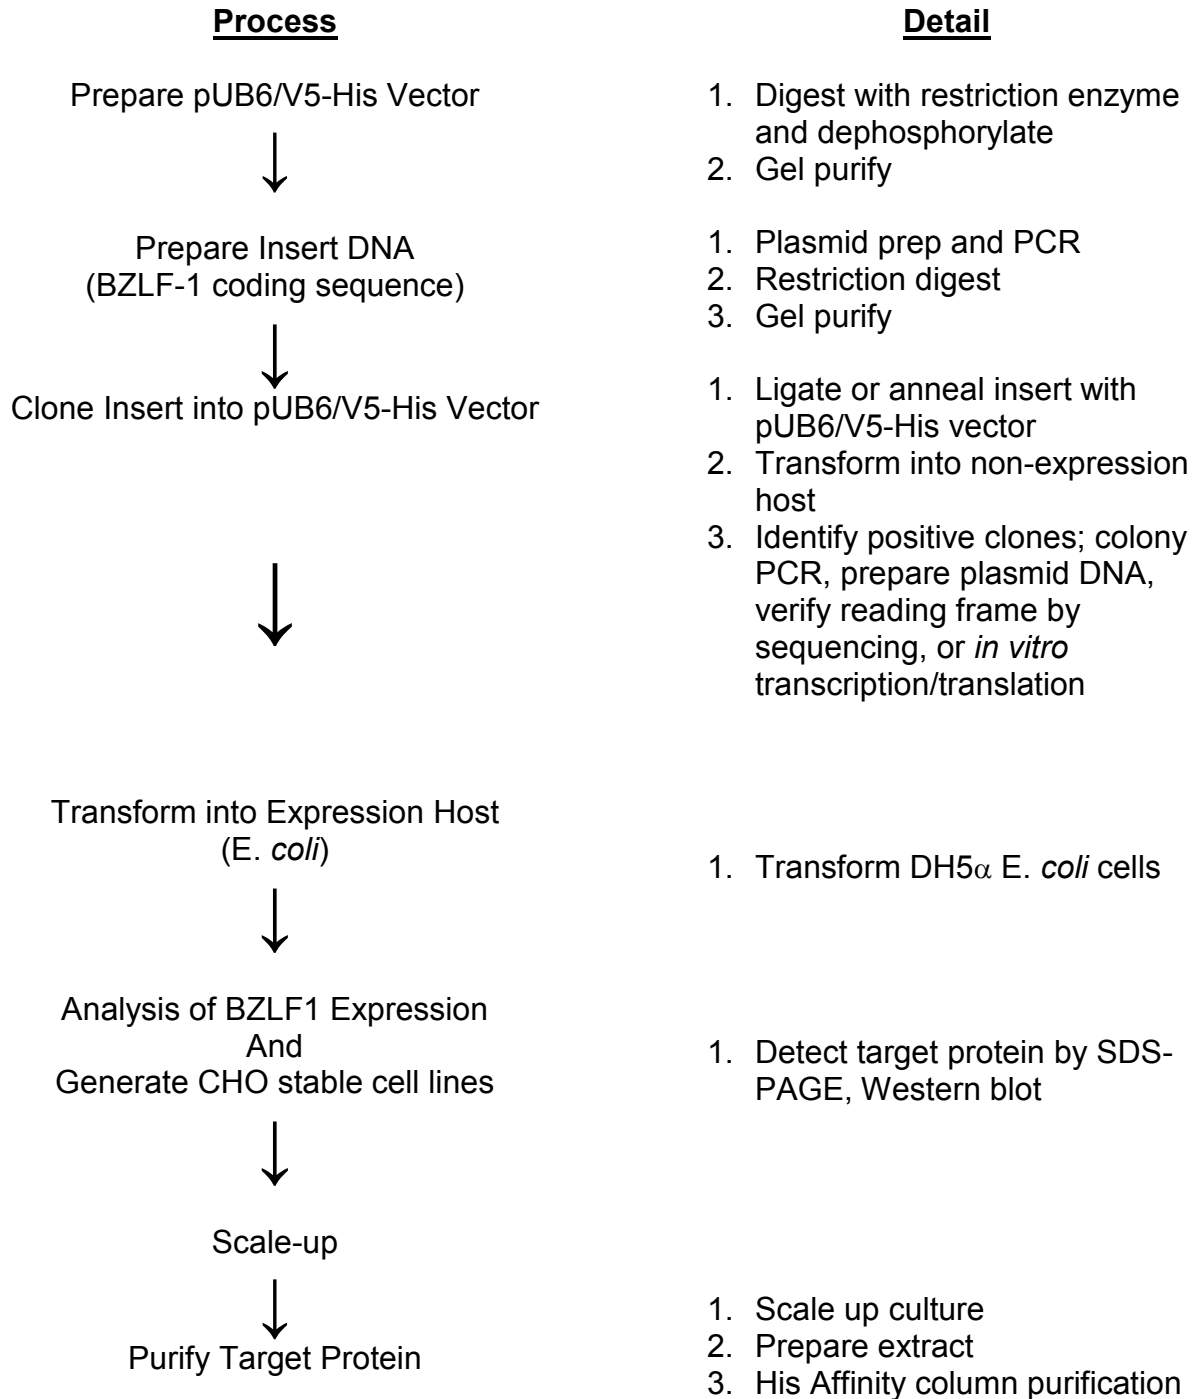 Process
Detail
Prepare pUB6/V5-His Vector
1. Digest with restriction enzyme
and dephosphorylate
2. Gel purify
Prepare Insert DNA
(BZLF-1 coding sequence)
1. Plasmid prep and PCR
2. Restriction digest
3. Gel purify
Clone Insert into pUB6/V5-His Vector
1. Ligate or anneal insert with
pUB6/V5-His vector
2. Transform into non-expression
host
3. Identify positive clones; colony
PCR, prepare plasmid DNA,
verify reading frame by
sequencing, or in vitro
transcription/translation
Transform into Expression Host
(E. coli)
1. Transform DH5α E. coli cells
Analysis of BZLF1 Expression
And
Generate CHO stable cell lines
1. Detect target protein by SDS-
PAGE, Western blot
Scale-up
Purify Target Protein
1. Scale up culture
2. Prepare extract
3. His Affinity column purification